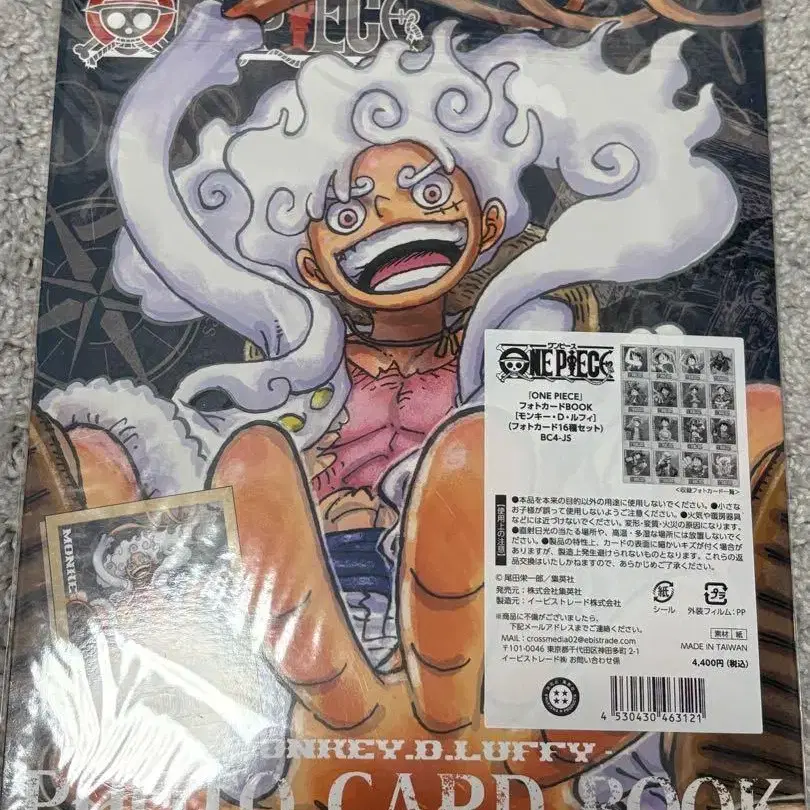 ONE PIECE
ワンピース
ONE PIECE
「ONE PIECE」
フォトカードBOOK
[モンキー・D・ルフィ]
(フォトカード16種セット)
BC4-JS
<収録フォトカード一覧>
【使用上の注意】
●本品を本来の目的以外の用途に使用しないでください。●小さな
お子様が誤って使用しないようご注意ください。●火気や暖房器具
などには近づけないでください。変形・変質・火災の原因になります。
●直射日光の当たる場所や、高温・多湿な場所には放置しないでく
ださい。●製品の特性上、カードの表面に細かいキズが付く場合が
ありますが、製造上発生避けられないものとなります。これらの返
品交換はいたしかねますので、あらかじめご了承ください。
© 尾田栄一郎/集英社
発売元:株式会社集英社
製造元:イービストレード株式会社
紙
シール
プラ
外装フィルム:PP
※商品に不備がございましたら、
下記メールアドレスまでご連絡ください。
MAIL:crossmedia02@ebistrade.com
〒101-0046 東京都千代田区神田多町 2-1
イービストレード㈱ お問い合わせ係
素材 紙
MADE IN TAIWAN
4,400円(税込)
4 530430 463121
MONKEY
MONKEY.D.LUFFY
PHOTO CARD BOOK